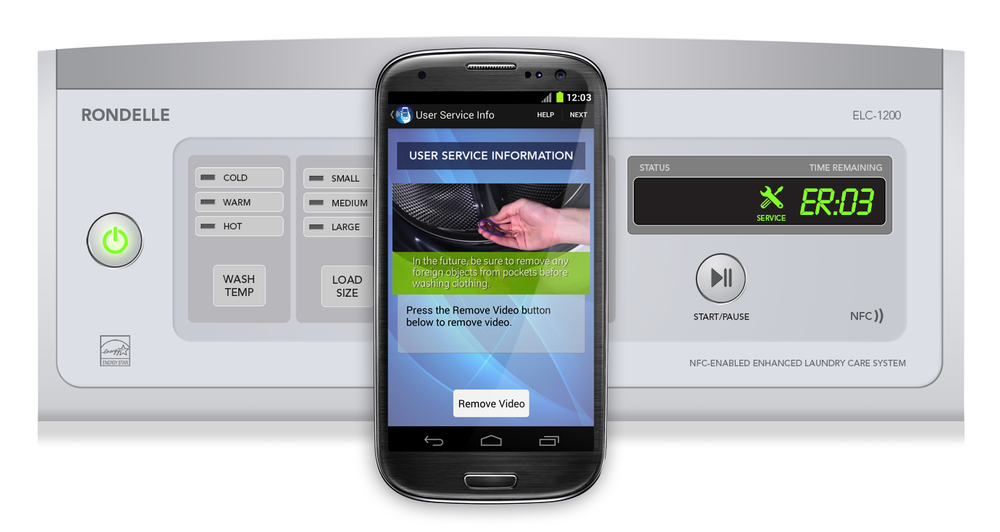 RONDELLE
ELC-1200
COLD
WARM
HOT
WASH
TEMP
SMALL
MEDIUM
LARGE
LOAD
SIZE
12:03
User Service Info
HELP
NEXT
USER SERVICE INFORMATION
In the future, be sure to remove any
foreign objects from pockets before
washing clothing.
Press the Remove Video button
below to remove video.
Remove Video
STATUS
TIME REMAINING
SERVICE
ER:03
START/PAUSE
NFC
energy
ENERGY STAR
NFC-ENABLED ENHANCED LAUNDRY CARE SYSTEM